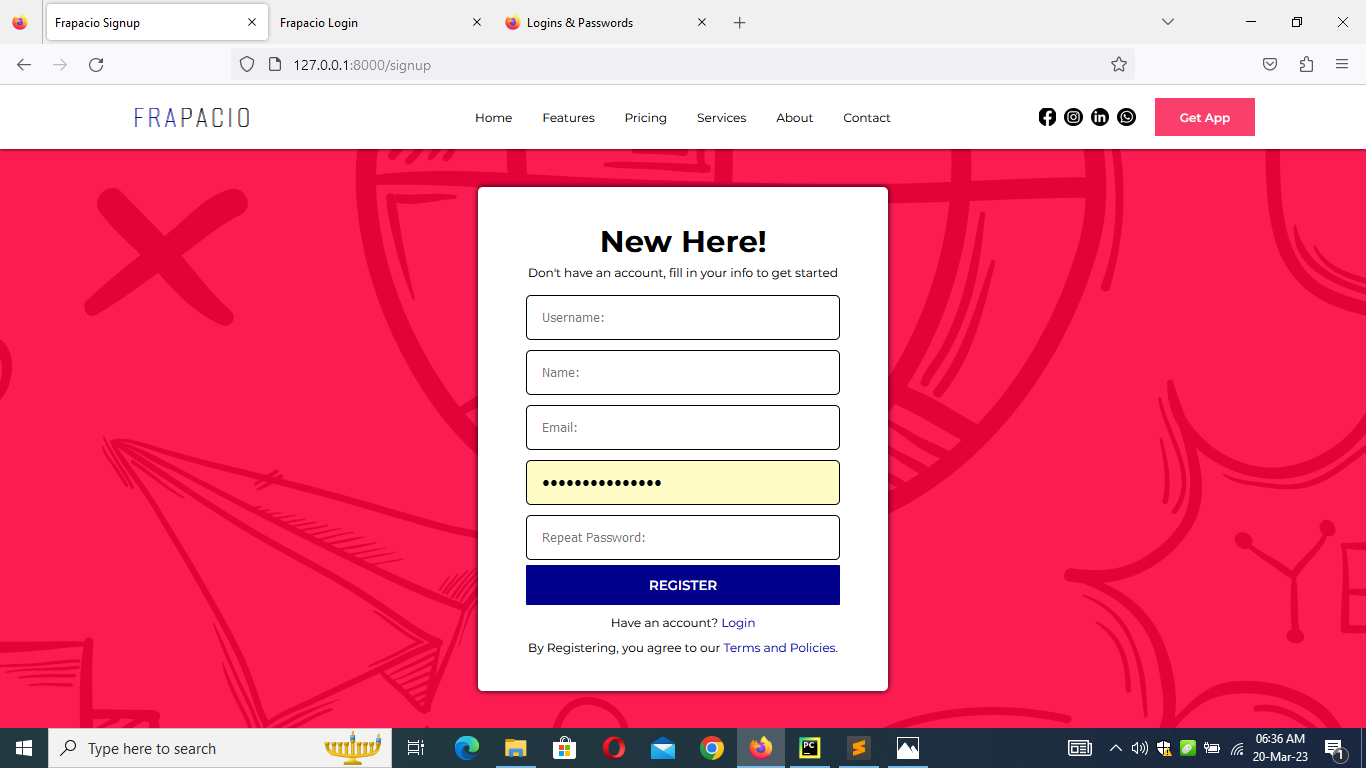 Frapacio Signup
Frapacio Login
Logins & Passwords
127.0.0.1:8000/signup
FRAPACIO
Home Features Pricing Services About Contact
Get App
New Here!
Don't have an account, fill in your info to get started
Username:
Name:
Email:
•••••••••••••••
Repeat Password:
REGISTER
Have an account? Login
By Registering, you agree to our Terms and Policies.
Type here to search
PC
06:36 AM
20-Mar-23
1